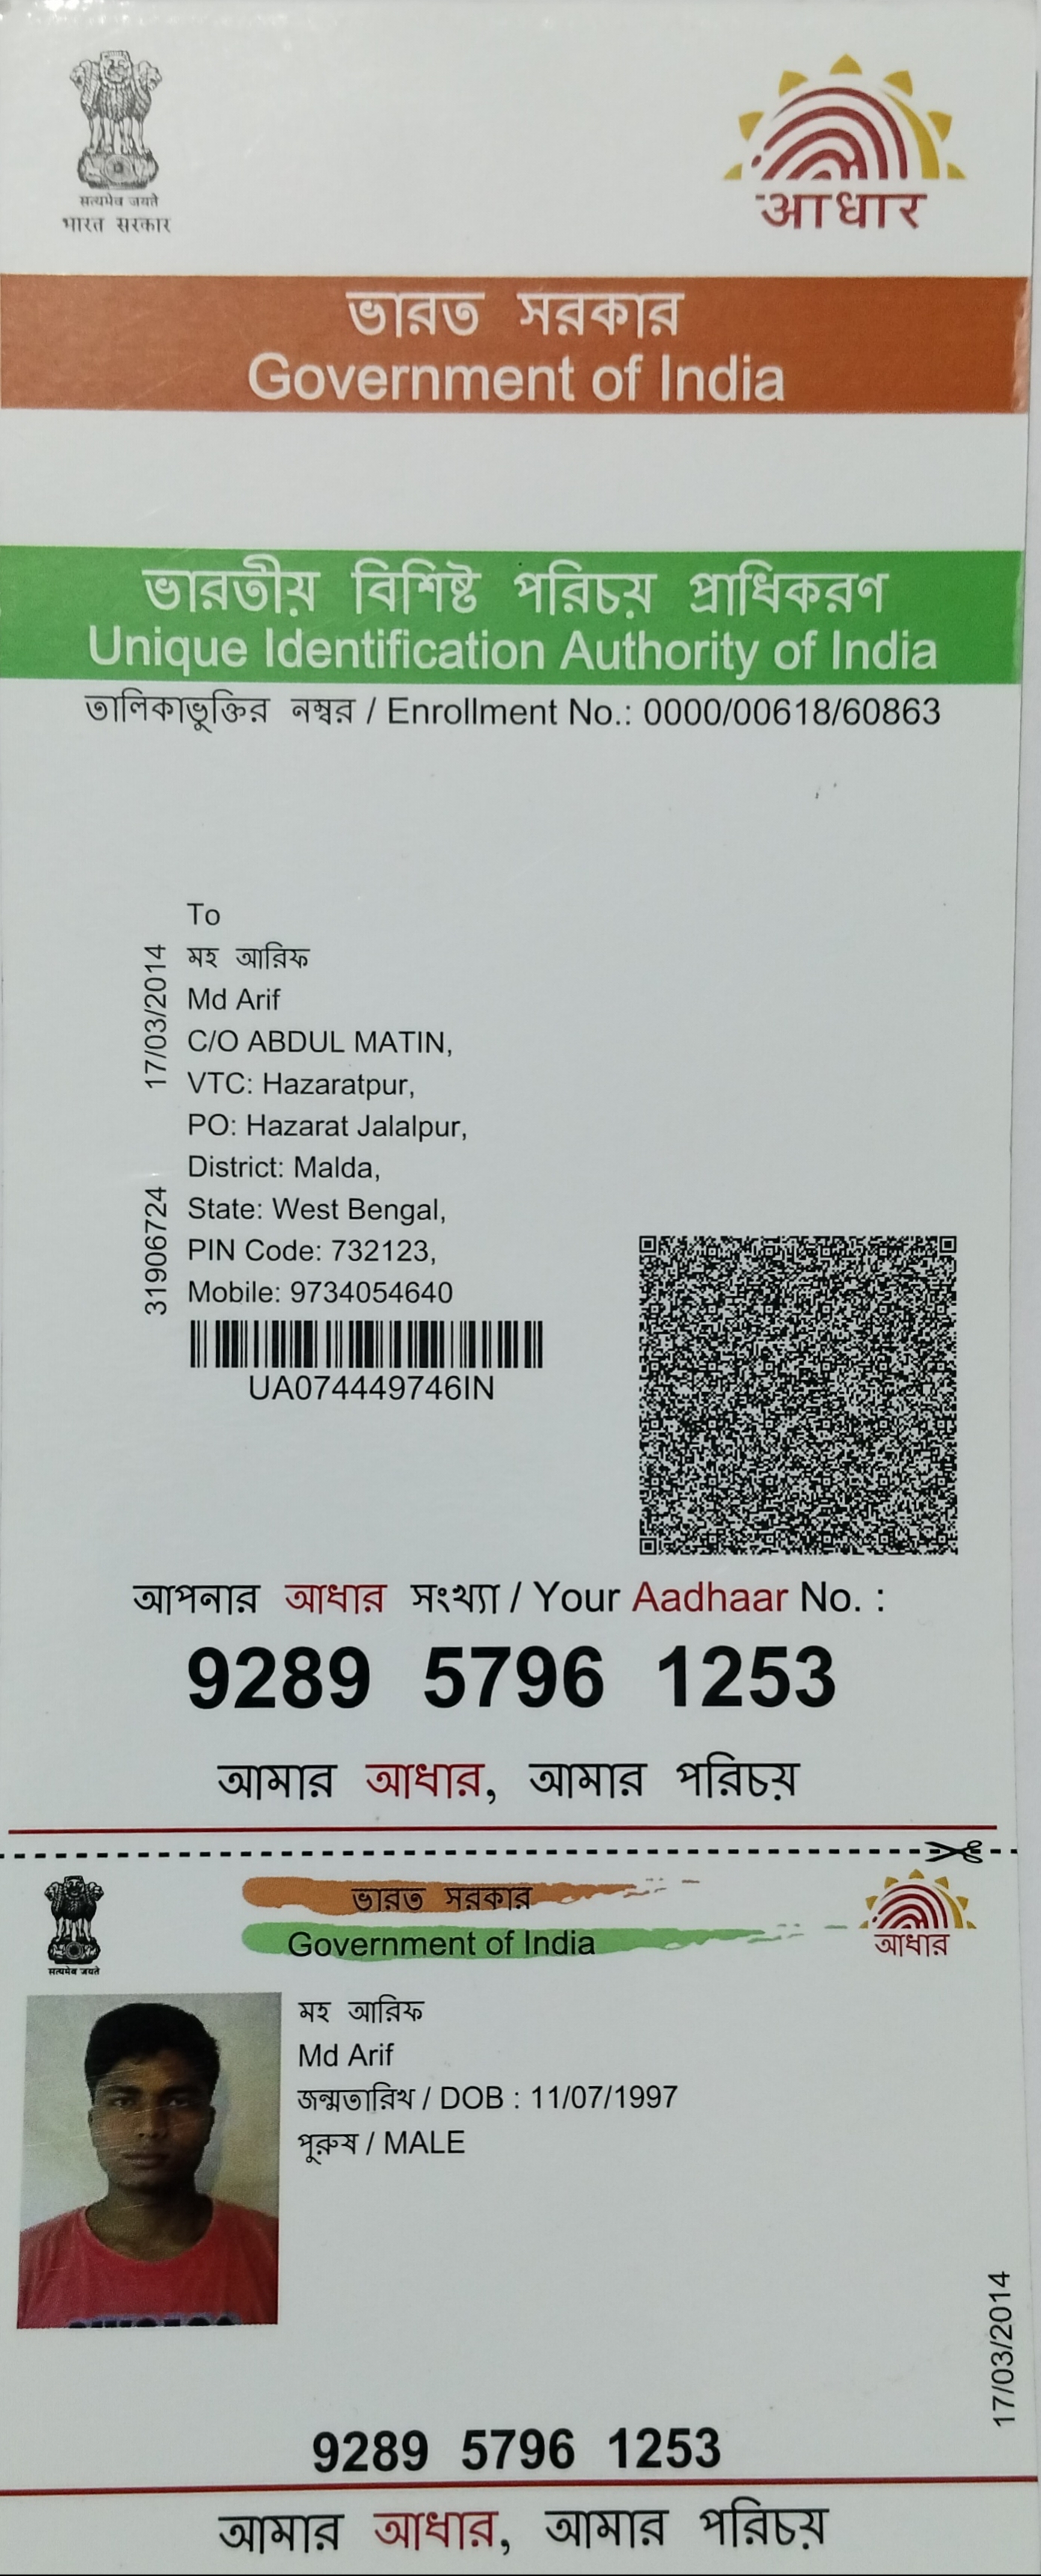 सत्यमेव जयते
भारत सरकार
आधार
ভারত সরকার
Government of India
ভারতীয় বিশিষ্ট পরিচয় প্রাধিকরণ
Unique Identification Authority of India
তালিকাভুক্তির নম্বর / Enrollment No.: 0000/00618/60863
To
মহ আরিফ
Md Arif
C/O ABDUL MATIN,
VTC: Hazaratpur,
PO: Hazarat Jalalpur,
District: Malda,
State: West Bengal,
PIN Code: 732123,
Mobile: 9734054640
31906724 17/03/2014
UA074449746IN
আপনার আধার সংখ্যা / Your Aadhaar No. :
9289 5796 1253
আমার আধার, আমার পরিচয়
ভারত সরকার
Government of India
सत्यमेव जयते
আধার
মহ আরিফ
Md Arif
জন্মতারিখ / DOB : 11/07/1997
পুরুষ / MALE
17/03/2014
9289 5796 1253
আমার আধার, আমার পরিচয়